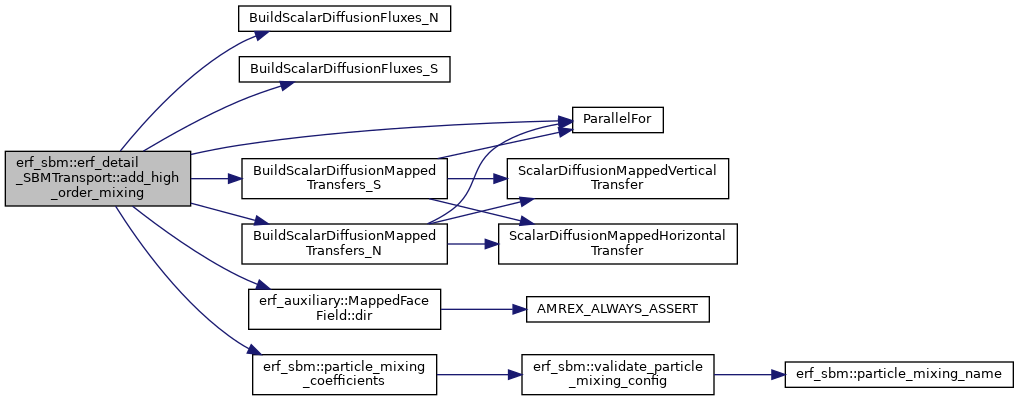 BuildScalarDiffusionFluxes_N
BuildScalarDiffusionFluxes_S
ParallelFor
erf_sbm::erf_detail
_SBMTransport::add_high
_order_mixing
BuildScalarDiffusionMapped
Transfers_S
ScalarDiffusionMappedVertical
Transfer
BuildScalarDiffusionMapped
Transfers_N
ScalarDiffusionMappedHorizontal
Transfer
erf_auxiliary::MappedFace
Field::dir
AMREX_ALWAYS_ASSERT
erf_sbm::particle_mixing
_coefficients
erf_sbm::validate_particle
_mixing_config
erf_sbm::particle_mixing_name